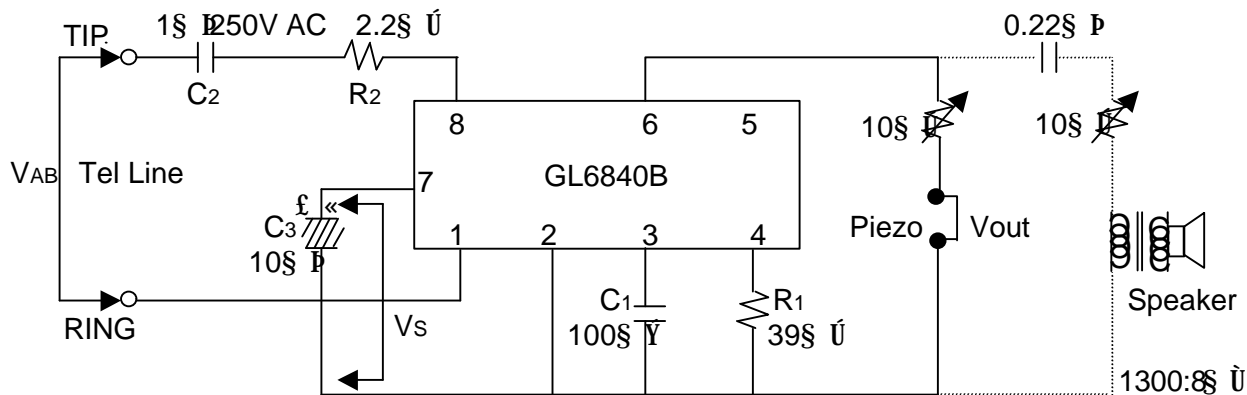 1§ Þ 250V AC
2.2§ Ú
0.22§ Þ
TIP
C2
R2
8
6
5
10§ Ú
10§ Ú
VAB
Tel Line
GL6840B
7
£ «
C3
10§ Þ
1
2
3
4
Piezo
Vout
C1
100§ Ý
R1
39§ Ú
Speaker
RING
VS
1300:8§ Ù